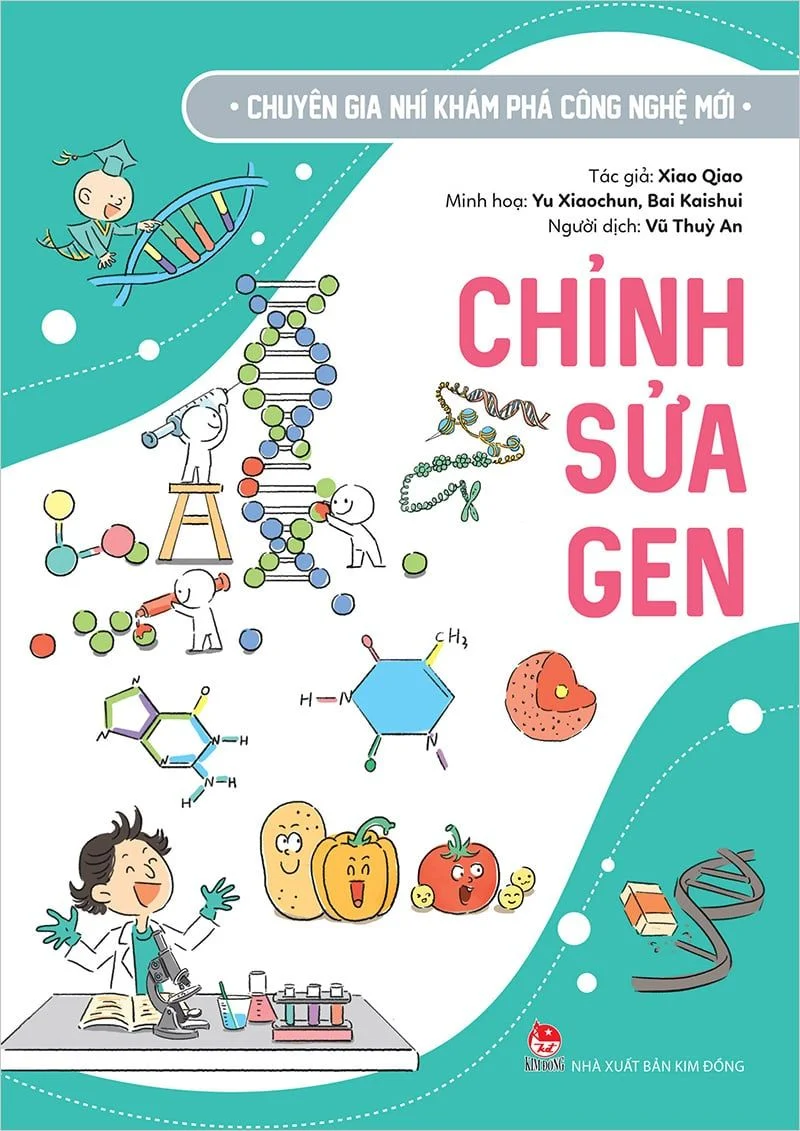 • CHUYÊN GIA NHÍ KHÁM PHÁ CÔNG NGHỆ MỚI •
Tác giả: Xiao Qiao
Minh hoạ: Yu Xiaochun, Bai Kaishui
Người dịch: Vũ Thuỳ An
CHỈNH
SỬA
GEN
CH₃
H
N
O
N
N
N
H
N
N
N
H
H
KIM ĐỒNG
NHÀ XUẤT BẢN KIM ĐỒNG